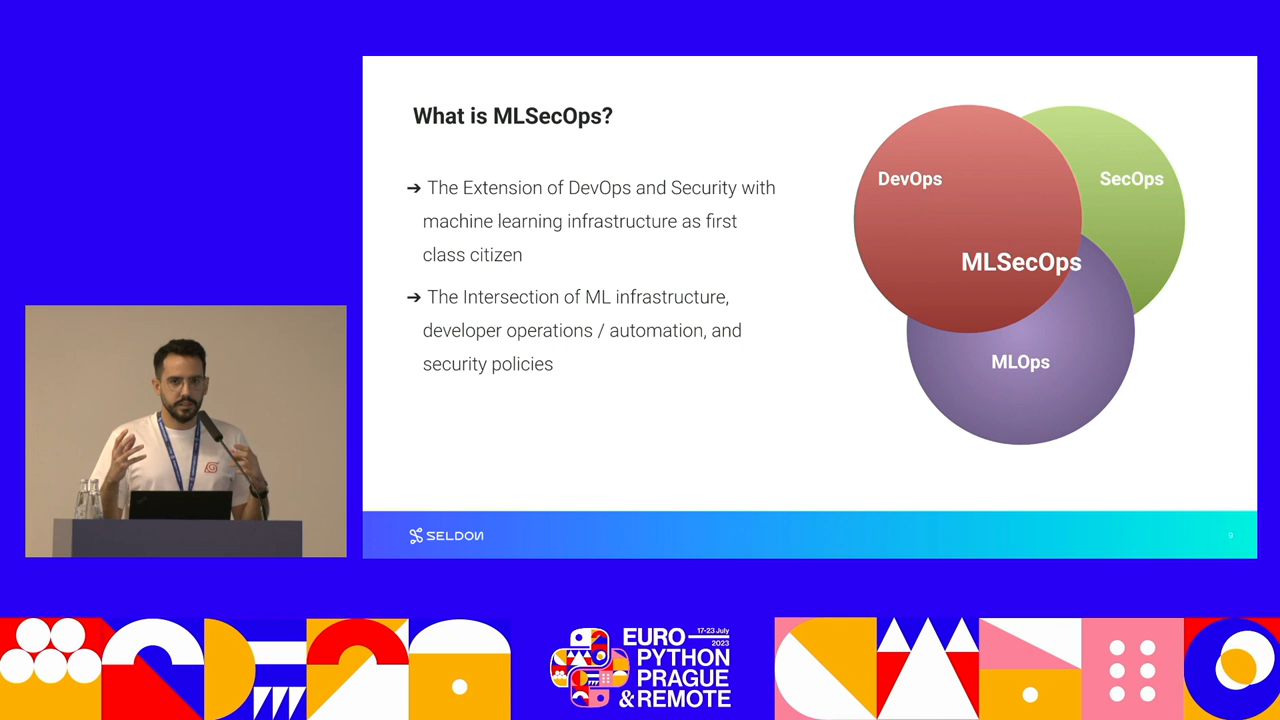 What is MLSecOps?
➔ The Extension of DevOps and Security with
machine learning infrastructure as first
class citizen
➔ The Intersection of ML infrastructure,
developer operations / automation, and
security policies
DevOps
SecOps
MLSecOps
MLOps
SELDON
9
EURO 17-23 July 2023
PYTHON
PRAGUE
& REMOTE